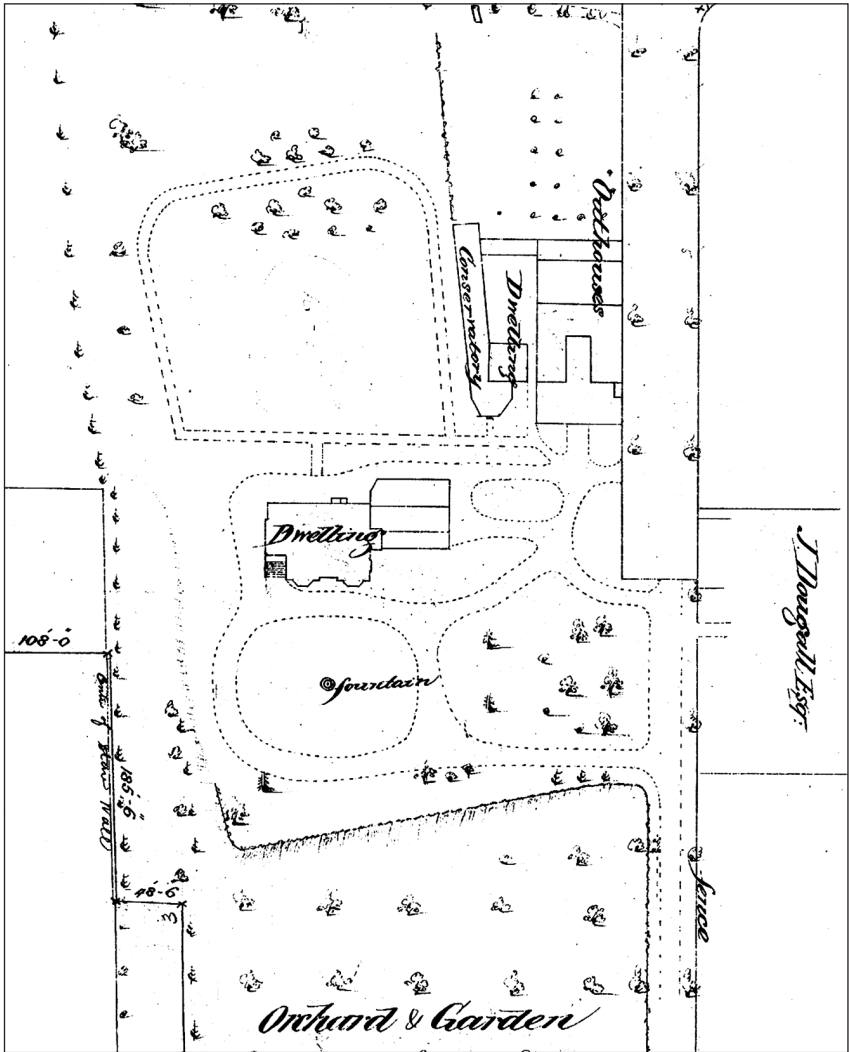 "Outhouses
Conservatory
Dwelling
Dwelling
J Dougall. Esq:
108'-0"
fountain
185'-6"
48'-6"
3
fence
Orchard & Garden